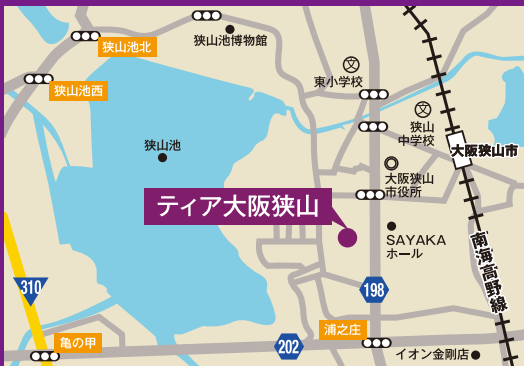 狭山池北
狭山池博物館
狭山池西
文
東小学校
文
狭山
中学校
狭山池
大阪狭山市
大阪狭山
市役所
ティア大阪狭山
SAYAKA
ホール
南海高野線
310
198
亀の甲
202
浦之庄
イオン金剛店